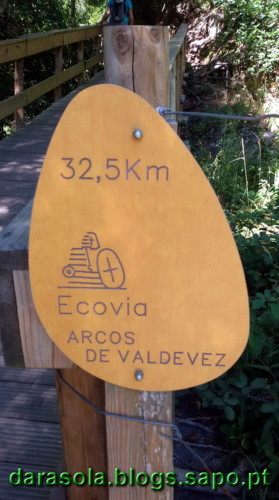 32,5Km
Ecovia
ARCOS
DE VALDEVEZ
darasola.blogs.sapo.pt